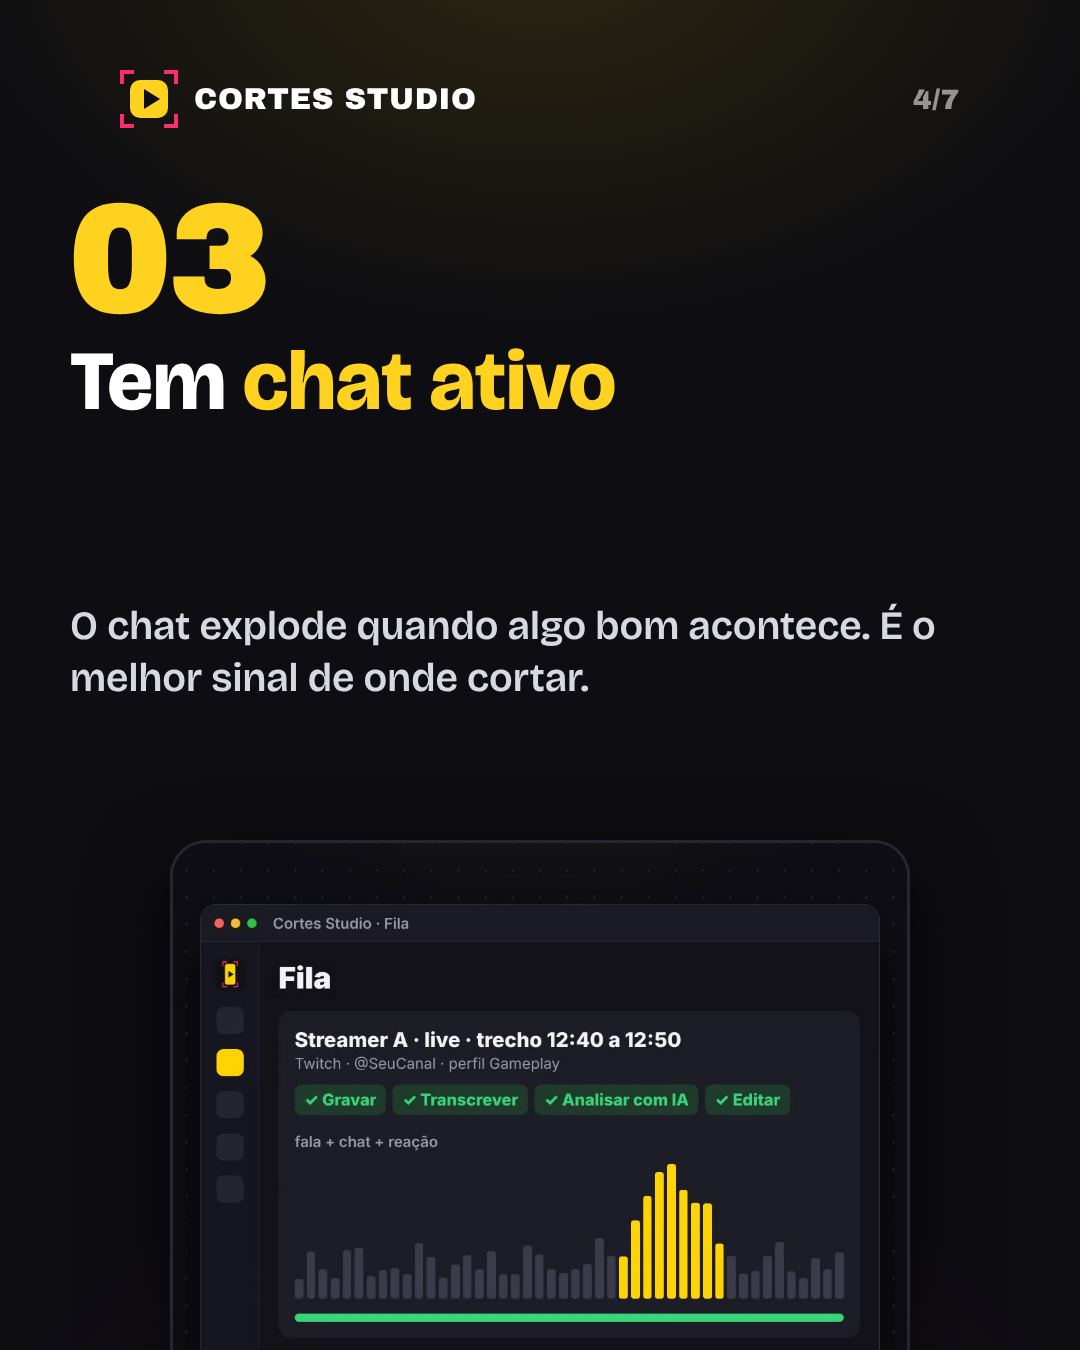 CORTES STUDIO
4/7
03
Tem chat ativo
O chat explode quando algo bom acontece. É o
melhor sinal de onde cortar.
Cortes Studio · Fila
Fila
Streamer A · live · trecho 12:40 a 12:50
Twitch · @SeuCanal · perfil Gameplay
✓ Gravar ✓ Transcrever ✓ Analisar com IA ✓ Editar
fala + chat + reação